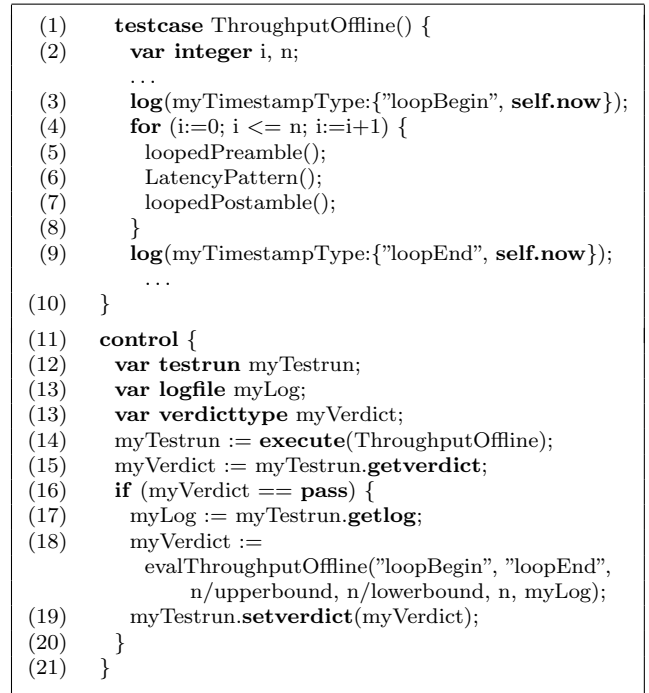 (1) testcase ThroughputOffline() {
(2) var integer i, n;
. . .
(3) log(myTimestampType:{"loopBegin", self.now});
(4) for (i:=0; i <= n; i:=i+1) {
(5) loopedPreamble();
(6) LatencyPattern();
(7) loopedPostamble();
(8) }
(9) log(myTimestampType:{"loopEnd", self.now});
. . .
(10) }
(11) control {
(12) var testrun myTestrun;
(13) var logfile myLog;
(13) var verdicttype myVerdict;
(14) myTestrun := execute(ThroughputOffline);
(15) myVerdict := myTestrun.getverdict;
(16) if (myVerdict == pass) {
(17) myLog := myTestrun.getlog;
(18) myVerdict :=
evalThroughputOffline("loopBegin", "loopEnd",
n/upperbound, n/lowerbound, n, myLog);
(19) myTestrun.setverdict(myVerdict);
(20) }
(21) }